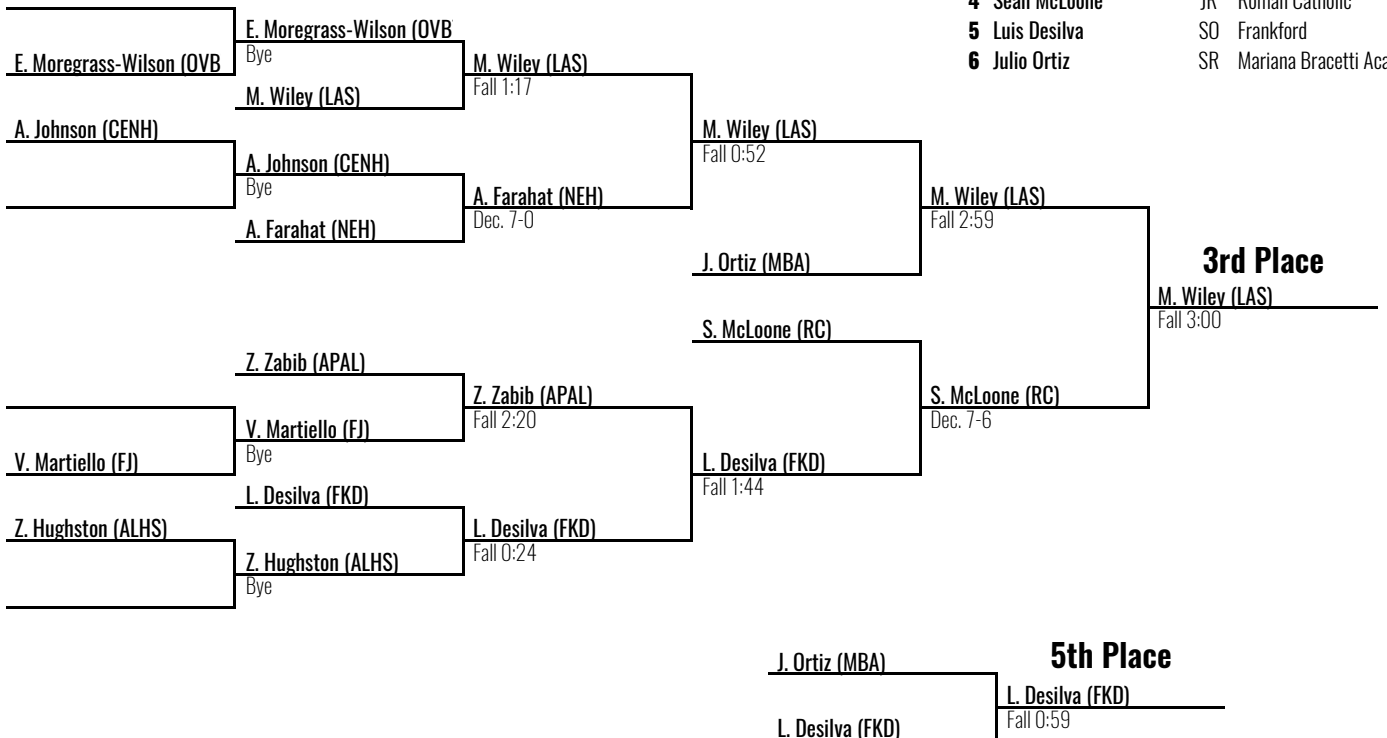 4 Sean McLoone JR Roman Catholic
5 Luis Desilva SO Frankford
6 Julio Ortiz SR Mariana Bracetti Aca
E. Moregrass-Wilson (OVB
E. Moregrass-Wilson (OVB
Bye
M. Wiley (LAS)
M. Wiley (LAS)
Fall 1:17
A. Johnson (CENH)
A. Johnson (CENH)
Bye
A. Farahat (NEH)
A. Farahat (NEH)
Dec. 7-0
M. Wiley (LAS)
Fall 0:52
J. Ortiz (MBA)
M. Wiley (LAS)
Fall 2:59
3rd Place
M. Wiley (LAS)
Fall 3:00
S. McLoone (RC)
S. McLoone (RC)
Dec. 7-6
Z. Zabib (APAL)
Z. Zabib (APAL)
Fall 2:20
V. Martiello (FJ)
Bye
V. Martiello (FJ)
L. Desilva (FKD)
Fall 1:44
L. Desilva (FKD)
L. Desilva (FKD)
Fall 0:24
Z. Hughston (ALHS)
Z. Hughston (ALHS)
Bye
J. Ortiz (MBA)
5th Place
L. Desilva (FKD)
Fall 0:59
L. Desilva (FKD)